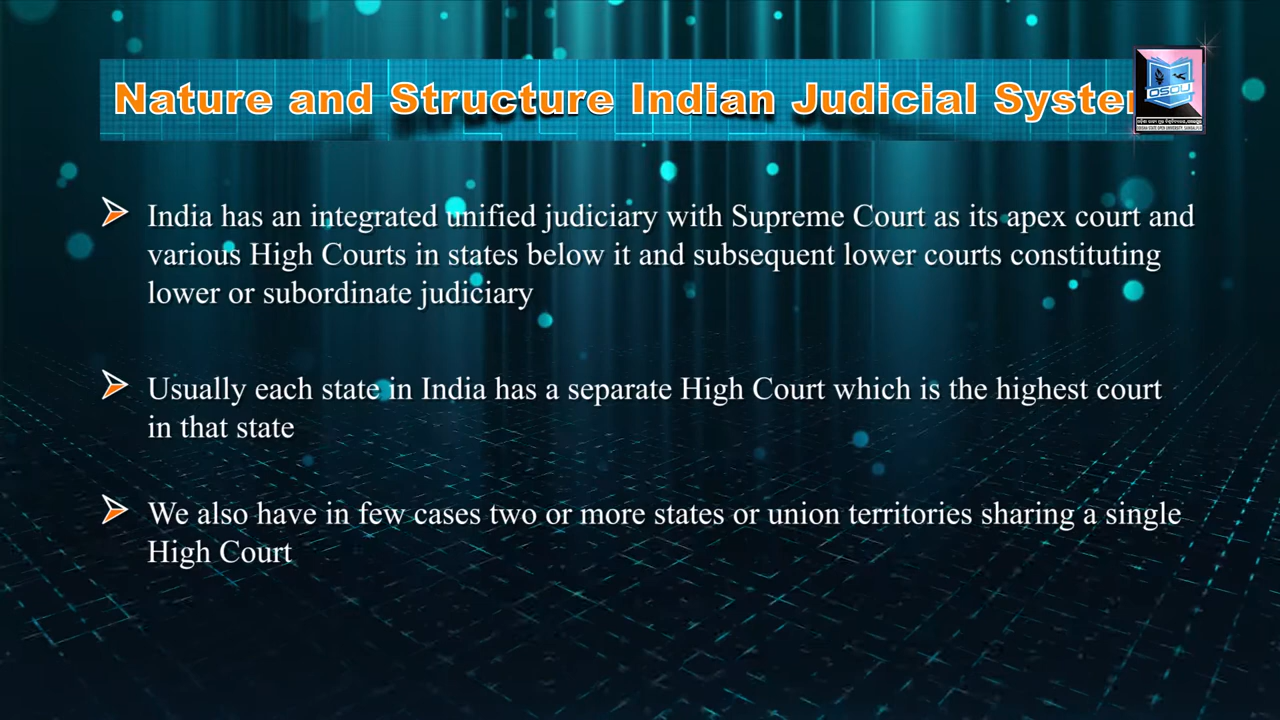 Nature and Structure Indian Judicial System
OSOU
India has an integrated unified judiciary with Supreme Court as its apex court and
various High Courts in states below it and subsequent lower courts constituting
lower or subordinate judiciary
Usually each state in India has a separate High Court which is the highest court
in that state
We also have in few cases two or more states or union territories sharing a single
High Court